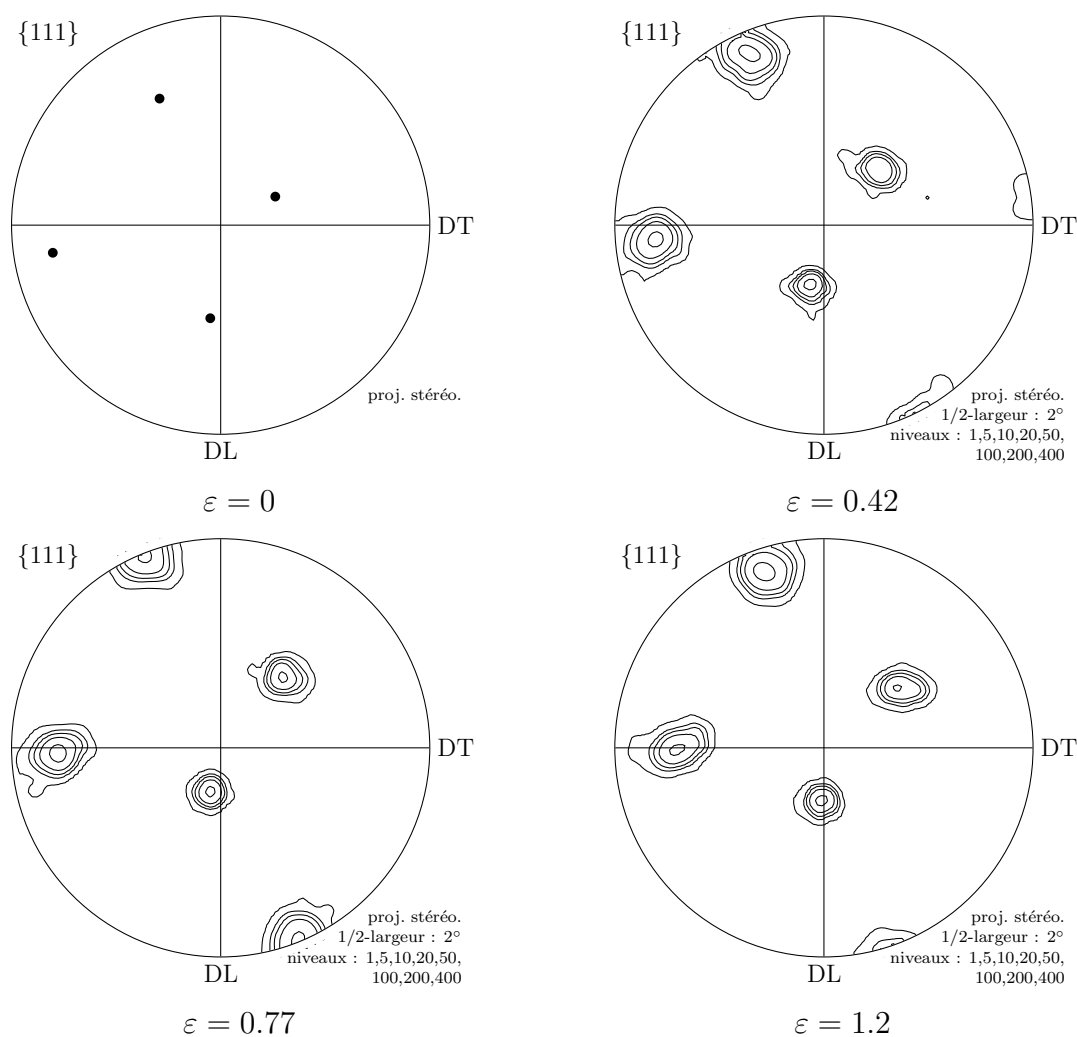 {111}
DT
proj. stéréo.
DL
ε = 0
{111}
DT
proj. stéréo.
1/2-largeur : 2°
niveaux : 1,5,10,20,50,
100,200,400
DL
ε = 0.42
{111}
DT
proj. stéréo.
1/2-largeur : 2°
niveaux : 1,5,10,20,50,
100,200,400
DL
ε = 0.77
{111}
DT
proj. stéréo.
1/2-largeur : 2°
niveaux : 1,5,10,20,50,
100,200,400
DL
ε = 1.2